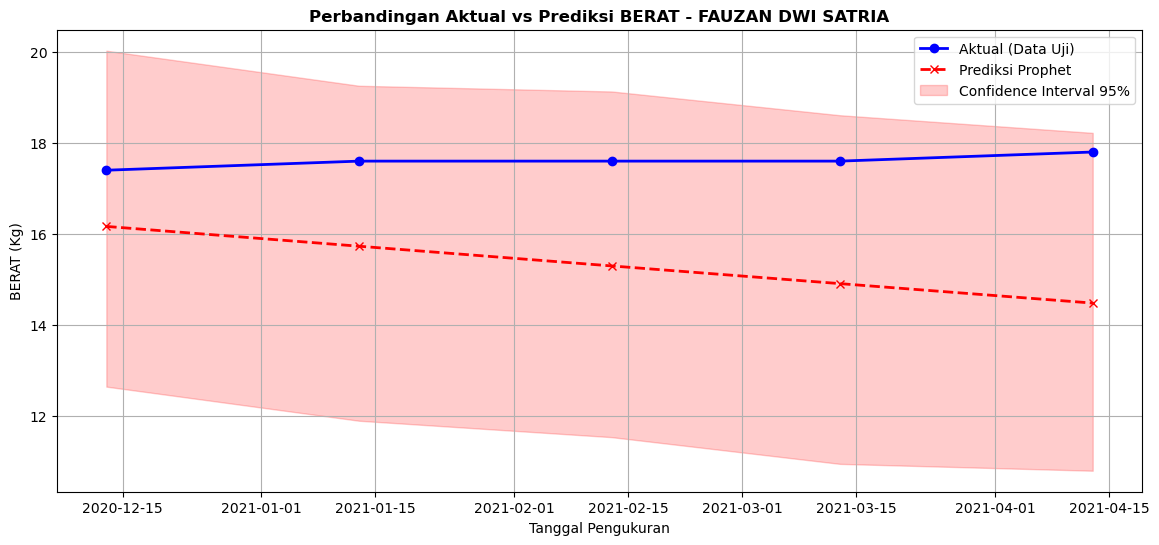 Perbandingan Aktual vs Prediksi BERAT - FAUZAN DWI SATRIA
Aktual (Data Uji)
Prediksi Prophet
Confidence Interval 95%
BERAT (Kg)
20
18
16
14
12
2020-12-15
2021-01-01
2021-01-15
2021-02-01
2021-02-15
2021-03-01
2021-03-15
2021-04-01
2021-04-15
Tanggal Pengukuran